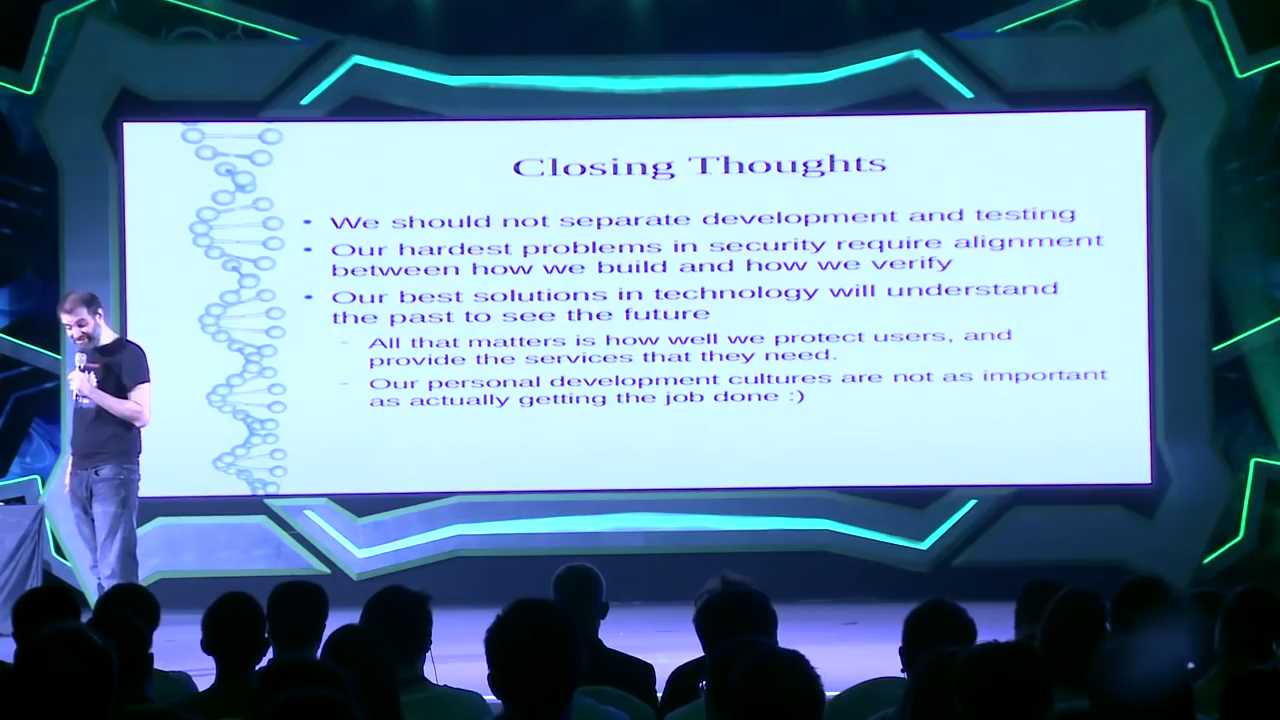 Closing Thoughts
• We should not separate development and testing
• Our hardest problems in security require alignment
between how we build and how we verify
• Our best solutions in technology will understand
the past to see the future
– All that matters is how well we protect users, and
provide the services that they need.
– Our personal development cultures are not as important
as actually getting the job done :)